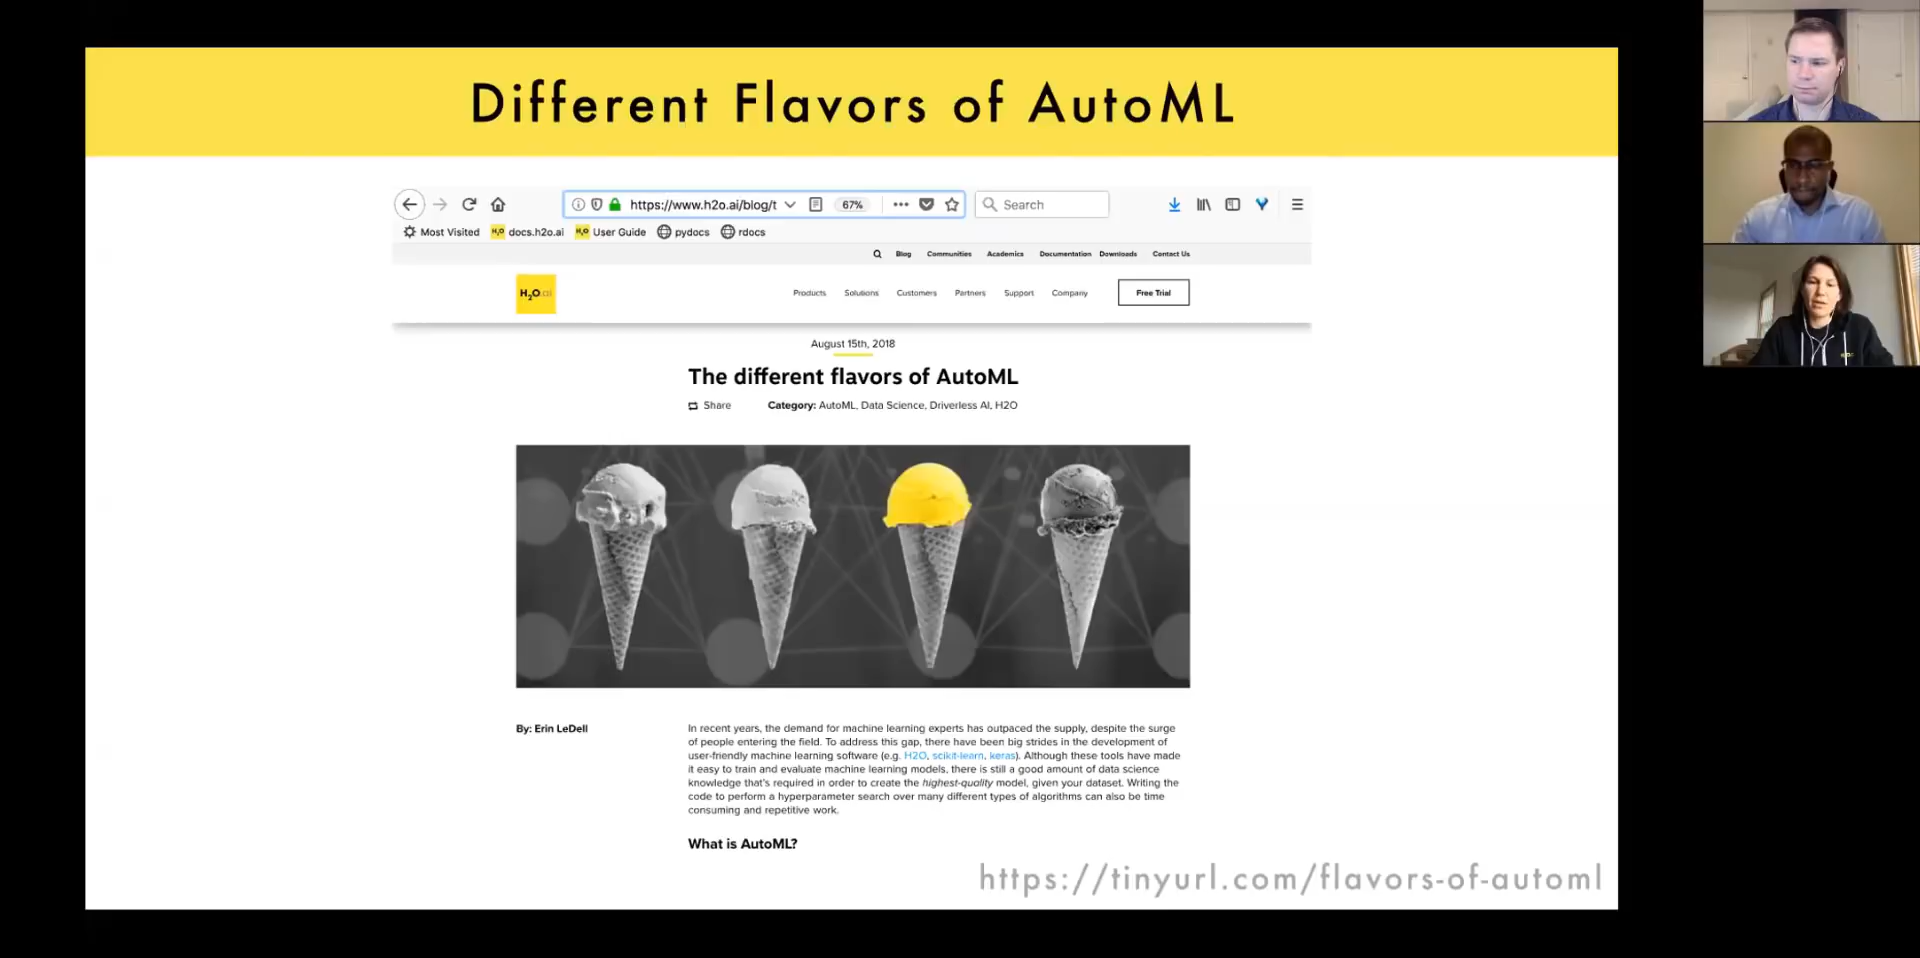 Different Flavors of AutoML
https://www.h2o.ai/blog/t
67%
Search
Most Visited
H2O docs.h2o.ai
H2O User Guide
pydocs
rdocs
Blog Communities Academics Documentation Downloads Contact Us
H2O.ai
Products Solutions Customers Partners Support Company Free Trial
August 15th, 2018
The different flavors of AutoML
Share Category: AutoML, Data Science, Driverless AI, H2O
By: Erin LeDell
In recent years, the demand for machine learning experts has outpaced the supply, despite the surge
of people entering the field. To address this gap, there have been big strides in the development of
user-friendly machine learning software (e.g. H2O, scikit-learn, keras). Although these tools have made
it easy to train and evaluate machine learning models, there is still a good amount of data science
knowledge that's required in order to create the highest-quality model, given your dataset. Writing the
code to perform a hyperparameter search over many different types of algorithms can also be time
consuming and repetitive work.
What is AutoML?
https://tinyurl.com/flavors-of-automl